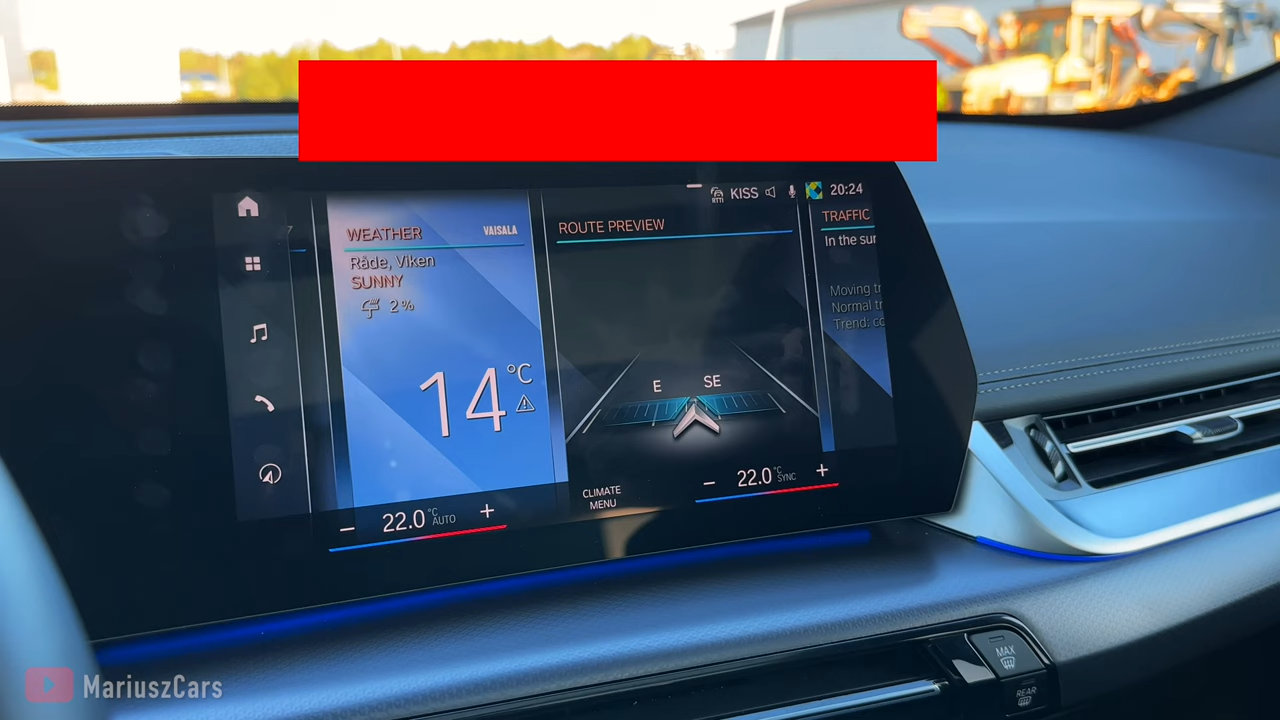 KISS 20:24
WEATHER VAISALA
Råde, Viken
SUNNY
2%
14°C
ROUTE PREVIEW
E SE
TRAFFIC
In the sur
Moving tr
Normal tr
Trend: co
22.0 °C AUTO
CLIMATE
MENU
22.0 °C SYNC
MAX
REAR
MariuszCars